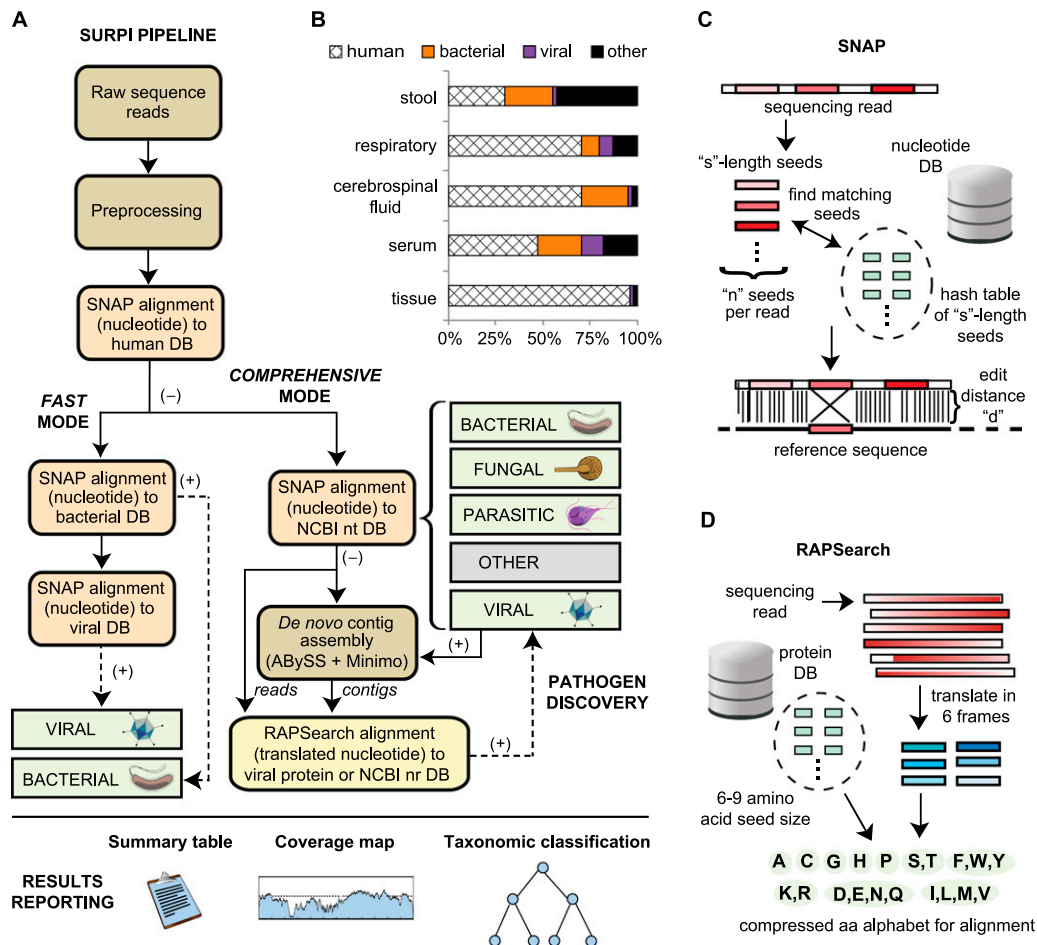 A
SURPI PIPELINE
Raw sequence
reads
Preprocessing
SNAP alignment
(nucleotide) to
human DB
(–)
FAST
MODE
COMPREHENSIVE
MODE
SNAP alignment
(nucleotide) to
bacterial DB
(+)
SNAP alignment
(nucleotide) to
viral DB
(+)
VIRAL
BACTERIAL
SNAP alignment
(nucleotide) to
NCBI nt DB
(–)
BACTERIAL
FUNGAL
PARASITIC
OTHER
VIRAL
(+)
De novo contig
assembly
(ABySS + Minimo)
reads
contigs
RAPSearch alignment
(translated nucleotide) to
viral protein or NCBI nr DB
(+)
PATHOGEN
DISCOVERY
RESULTS
REPORTING
Summary table
Coverage map
Taxonomic classification
B
human bacterial viral other
stool
respiratory
cerebrospinal
fluid
serum
tissue
0% 25% 50% 75% 100%
C
SNAP
sequencing read
“s”-length seeds
nucleotide
DB
find matching
seeds
“n” seeds
per read
hash table
of “s”-length
seeds
edit
distance
“d”
reference sequence
D
RAPSearch
sequencing
read
protein
DB
translate in
6 frames
6-9 amino
acid seed size
A C G H P S,T F,W,Y
K,R D,E,N,Q I,L,M,V
compressed aa alphabet for alignment